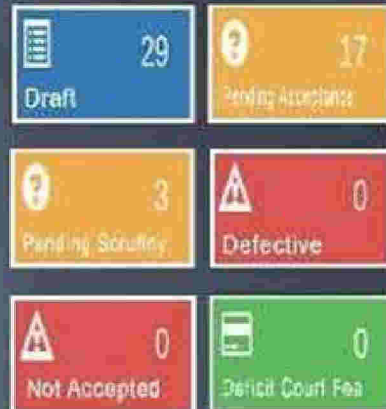 29
Draft
17
Pending Acceptance
3
Pending Scrutiny
0
Defective
0
Not Accepted
0
Deficit Court Fee